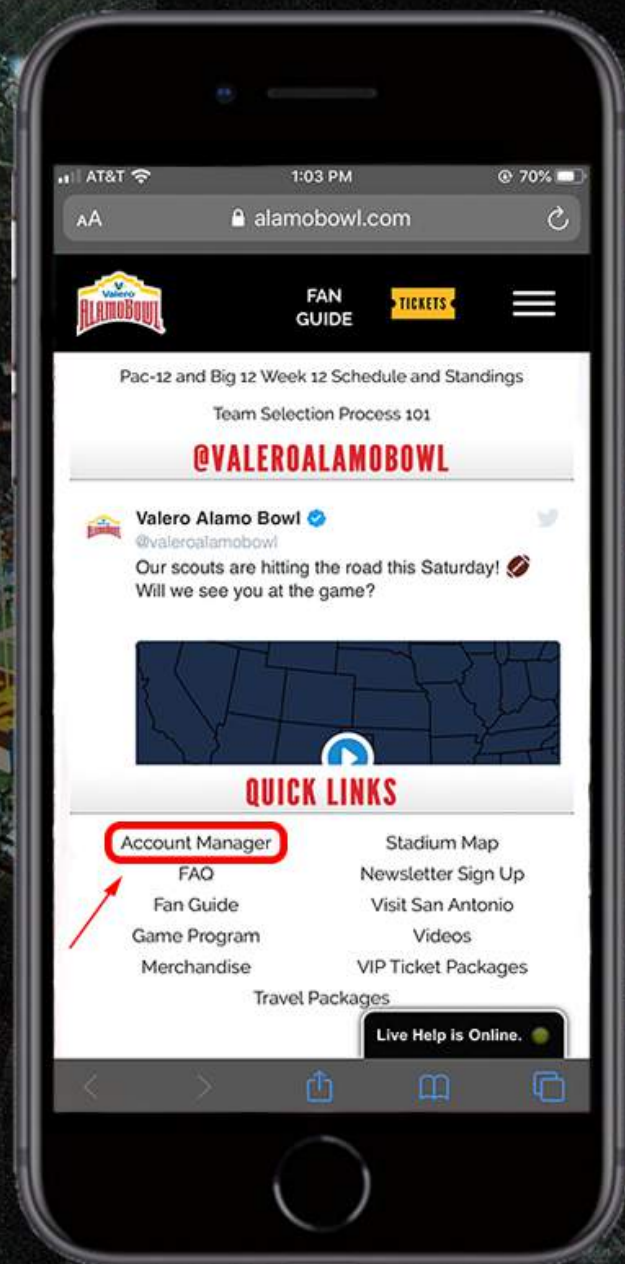 AT&T 1:03 PM 70%
AA alamobowl.com
Valero
ALAMOBOWL
FAN
GUIDE
TICKETS
Pac-12 and Big 12 Week 12 Schedule and Standings
Team Selection Process 101
@VALEROALAMOBOWL
Valero Alamo Bowl
@valeroalamobowl
Our scouts are hitting the road this Saturday! 🏈
Will we see you at the game?
QUICK LINKS
Account Manager Stadium Map
FAQ Newsletter Sign Up
Fan Guide Visit San Antonio
Game Program Videos
Merchandise VIP Ticket Packages
Travel Packages
Live Help is Online.